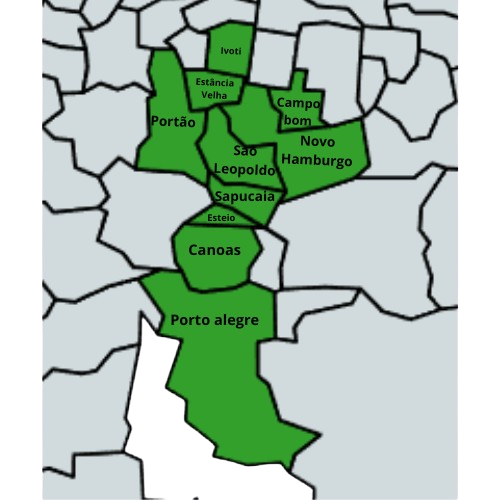 Ivoti
Estância
Velha
Campo
bom
Portão
Novo
Hamburgo
São
Leopoldo
Sapucaia
Esteio
Canoas
Porto alegre